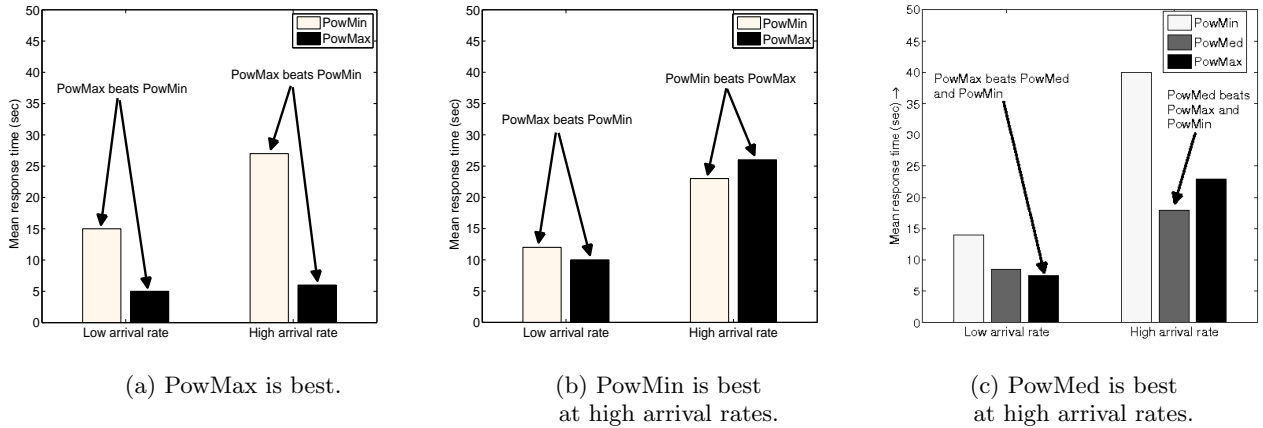 50
45
40
35
30
25
20
15
10
5
0
Mean response time (sec)
PowMin
PowMax
PowMax beats PowMin
PowMax beats PowMin
Low arrival rate
High arrival rate
(a) PowMax is best.
50
45
40
35
30
25
20
15
10
5
0
Mean response time (sec)
PowMin
PowMax
PowMax beats PowMin
PowMin beats PowMax
Low arrival rate
High arrival rate
(b) PowMin is best
at high arrival rates.
50
45
40
35
30
25
20
15
10
5
0
Mean response time (sec) →
PowMin
PowMed
PowMax
PowMax beats PowMed
and PowMin
PowMed beats
PowMax and
PowMin
Low arrival rate
High arrival rate
(c) PowMed is best
at high arrival rates.